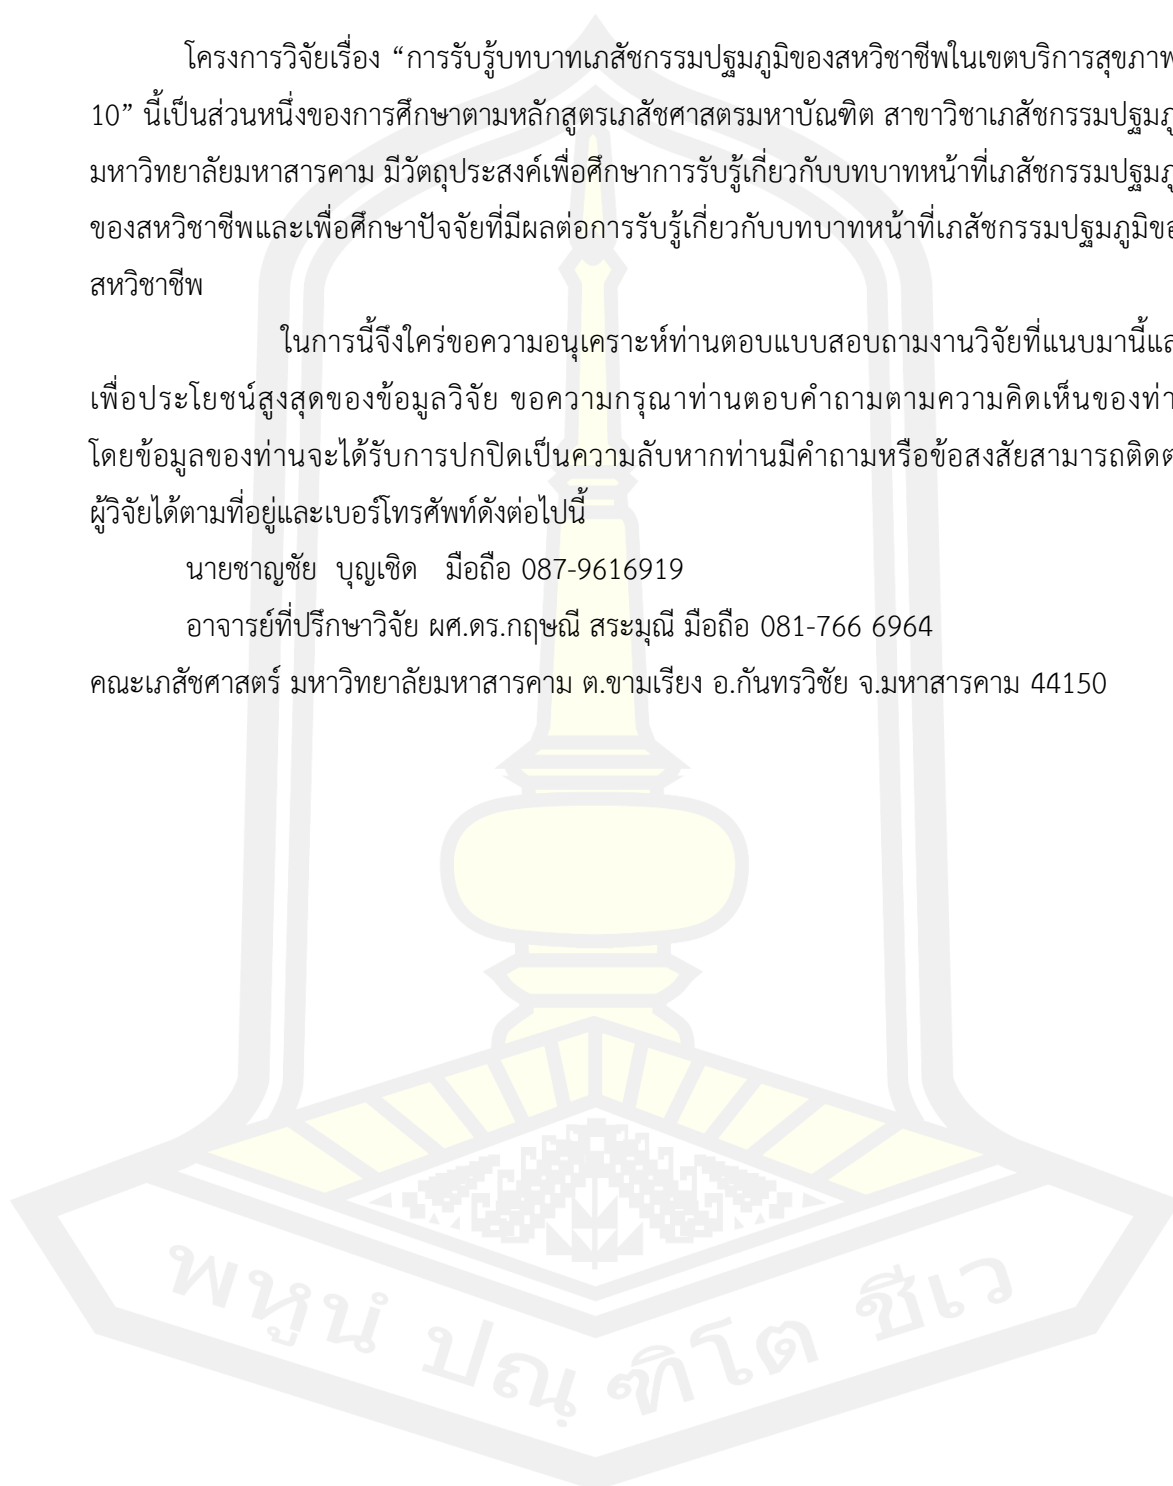 โครงการวิจัยเรื่อง “การรับรู้บทบาทเภสัชกรรมปฐมภูมิของสหวิชาชีพในเขตบริการสุขภาพ
10” นี้เป็นส่วนหนึ่งของการศึกษาตามหลักสูตรเภสัชศาสตรมหาบัณฑิต สาขาวิชาเภสัชกรรมปฐมภู
มหาวิทยาลัยมหาสารคาม มีวัตถุประสงค์เพื่อศึกษาการรับรู้เกี่ยวกับบทบาทหน้าที่เภสัชกรรมปฐมภู
ของสหวิชาชีพและเพื่อศึกษาปัจจัยที่มีผลต่อการรับรู้เกี่ยวกับบทบาทหน้าที่เภสัชกรรมปฐมภูมิขอ
สหวิชาชีพ
ในการนี้จึงใคร่ขอความอนุเคราะห์ท่านตอบแบบสอบถามงานวิจัยที่แนบมานี้และ
เพื่อประโยชน์สูงสุดของข้อมูลวิจัย ขอความกรุณาท่านตอบคำถามตามความคิดเห็นของท่า
โดยข้อมูลของท่านจะได้รับการปกปิดเป็นความลับหากท่านมีคำถามหรือข้อสงสัยสามารถติดต
ผู้วิจัยได้ตามที่อยู่และเบอร์โทรศัพท์ดังต่อไปนี้
นายชาญชัย บุญเชิด มือถือ 087-9616919
อาจารย์ที่ปรึกษาวิจัย ผศ.ดร.กฤษณี สระมุณี มือถือ 081-766 6964
คณะเภสัชศาสตร์ มหาวิทยาลัยมหาสารคาม ต.ขามเรียง อ.กันทรวิชัย จ.มหาสารคาม 44150
พหูนํ ปณฺ ฑิโต ชีเว